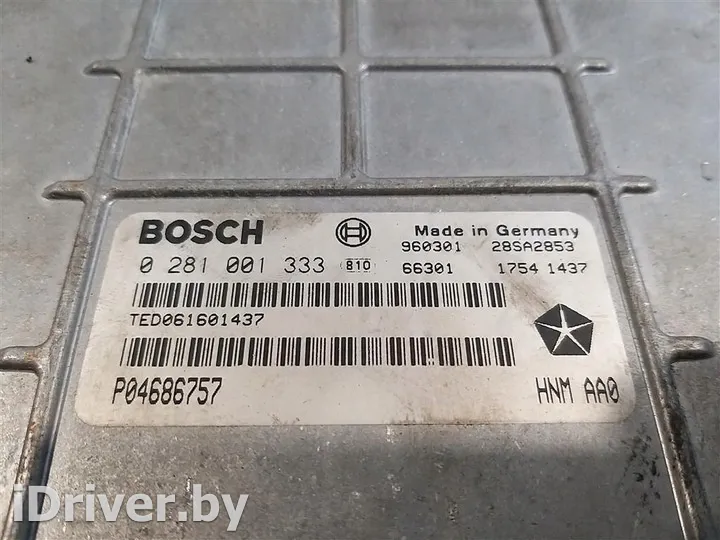 BOSCH
Made in Germany
960301 28SA2853
0 281 001 333 810 66301 1754 1437
TED061601437
P04686757 HNM AA0
iDriver.by